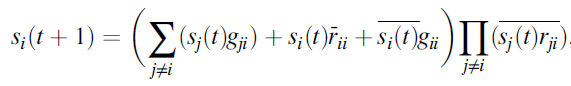 $s_i(t+1) = \left( \sum_{j \neq i} (s_j(t) g_{ji} + s_i(t) \bar{r}_{ii} + \overline{s_i(t)} g_{ii} \right) \prod_{j \neq i} (\overline{s_j(t) r_{ji}}).$